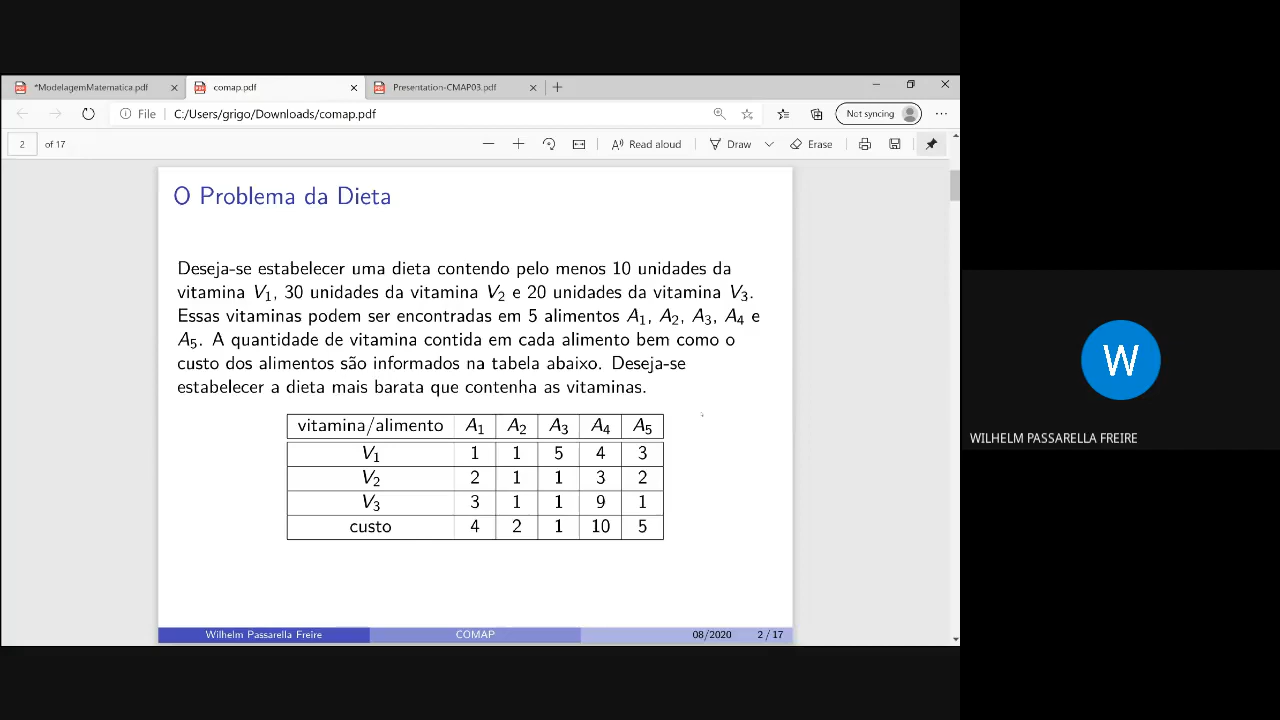 *ModelagemMatematica.pdf
comap.pdf
Presentation-CMAP03.pdf
File
C:/Users/grigo/Downloads/comap.pdf
Not syncing
2 of 17
Read aloud
Draw
Erase
O Problema da Dieta
Deseja-se estabelecer uma dieta contendo pelo menos 10 unidades da
vitamina V₁, 30 unidades da vitamina V₂ e 20 unidades da vitamina V₃.
Essas vitaminas podem ser encontradas em 5 alimentos A₁, A₂, A₃, A₄ e
A₅. A quantidade de vitamina contida em cada alimento bem como o
custo dos alimentos são informados na tabela abaixo. Deseja-se
estabelecer a dieta mais barata que contenha as vitaminas.
vitamina/alimento A₁ A₂ A₃ A₄ A₅
V₁ 1 1 5 4 3
V₂ 2 1 1 3 2
V₃ 3 1 1 9 1
custo 4 2 1 10 5
Wilhelm Passarella Freire COMAP 08/2020 2 / 17
W
WILHELM PASSARELLA FREIRE